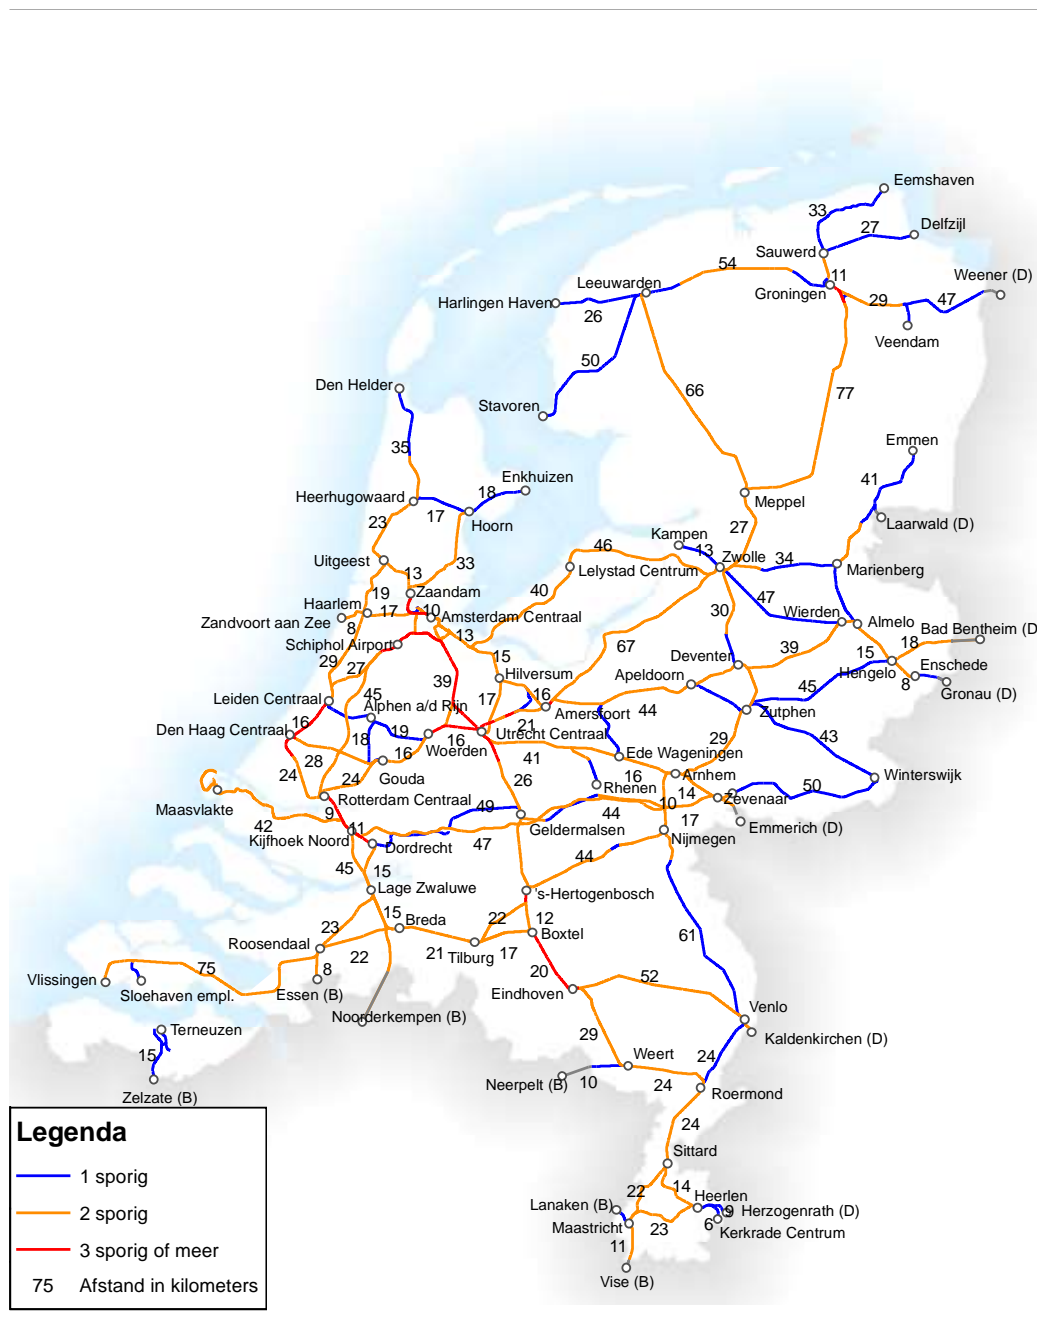 Eemshaven
33
27
Delfzijl
Sauwerd
54
11
Weener (D)
Leeuwarden
Groningen
29
47
Harlingen Haven
26
Veendam
50
Den Helder
66
77
Stavoren
35
Emmen
Enkhuizen
41
Heerhugowaard
18
17
Meppel
23
Hoorn
27
Laarwald (D)
Kampen
46
13
Zwolle
34
Uitgeest
33
13
Lelystad Centrum
Marienberg
19
Zaandam
40
47
Haarlem
17
10
Amsterdam Centraal
30
Wierden
Zandvoort aan Zee
8
13
Almelo
Bad Bentheim (D
Schiphol Airport
67
39
18
29
27
15
Deventer
15
Hengelo
Enschede
Hilversum
Apeldoorn
8
Gronau (D)
39
45
45
Leiden Centraal
17
16
Alphen a/d Rijn
Amersfoort
44
Zutphen
16
19
21
Den Haag Centraal
18
16
Utrecht Centraal
43
Woerden
29
28
16
41
Ede Wageningen
24
24
Gouda
16
Arnhem
Winterswijk
26
Rhenen
14
50
Maasvlakte
Rotterdam Centraal
Zevenaar
9
49
44
10
42
11
Geldermalsen
17
Emmerich (D)
Kijfhoek Noord
Dordrecht
47
Nijmegen
45
15
44
Lage Zwaluwe
's-Hertogenbosch
15
22
12
23
Breda
Boxtel
61
Roosendaal
22
21
Tilburg
17
75
8
20
52
Vlissingen
Sloehaven empl.
Essen (B)
Eindhoven
Noorderkempen (B)
Venlo
Terneuzen
29
Kaldenkirchen (D)
15
Weert
24
Neerpelt (B)
10
24
Roermond
Zelzate (B)
24
Sittard
22
14
Heerlen
Lanaken (B)
9
Herzogenrath (D)
Maastricht
23
6
Kerkrade Centrum
11
Vise (B)
Legenda
1 sporig
2 sporig
3 sporig of meer
75 Afstand in kilometers